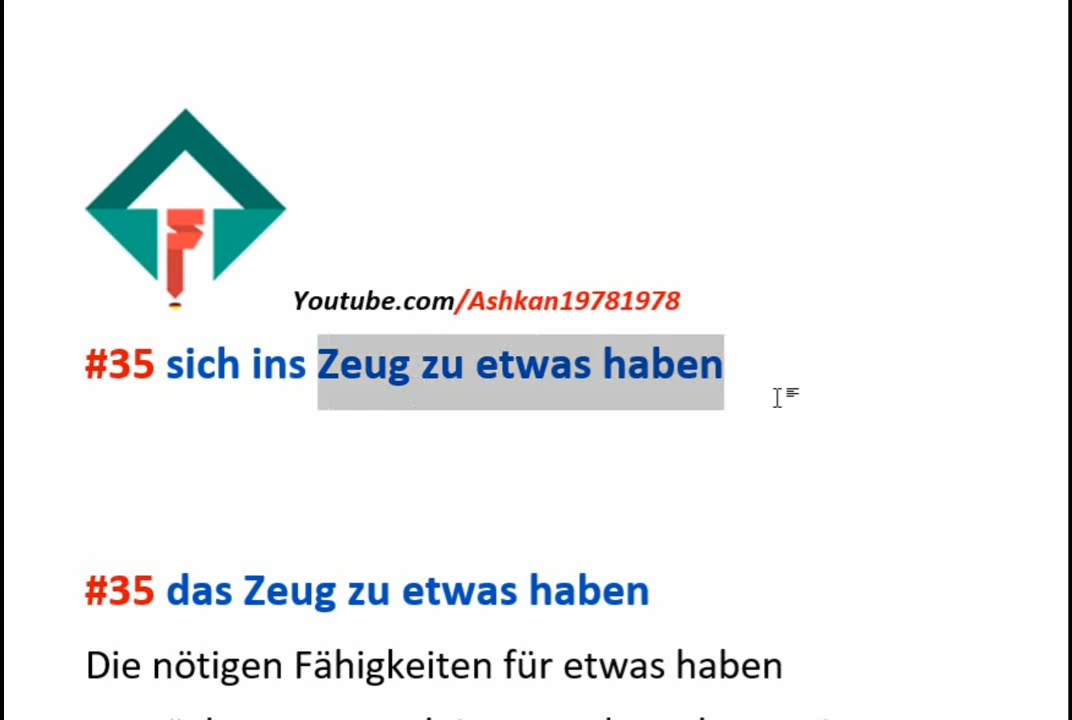 Youtube.com/Ashkan19781978
#35 sich ins Zeug zu etwas haben
#35 das Zeug zu etwas haben
Die nötigen Fähigkeiten für etwas haben